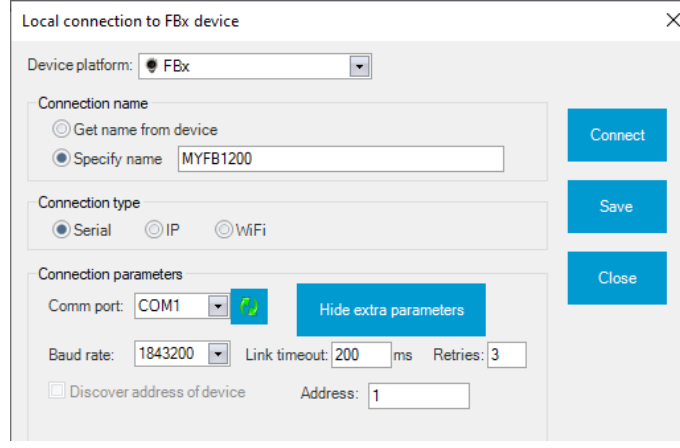 Local connection to FBx device
Device platform: FBx
Connection name
Get name from device
Specify name MYFB1200
Connect
Connection type
Serial IP WiFi
Save
Connection parameters
Comm port: COM1 Hide extra parameters
Close
Baud rate: 1843200 Link timeout: 200 ms Retries: 3
Discover address of device Address: 1